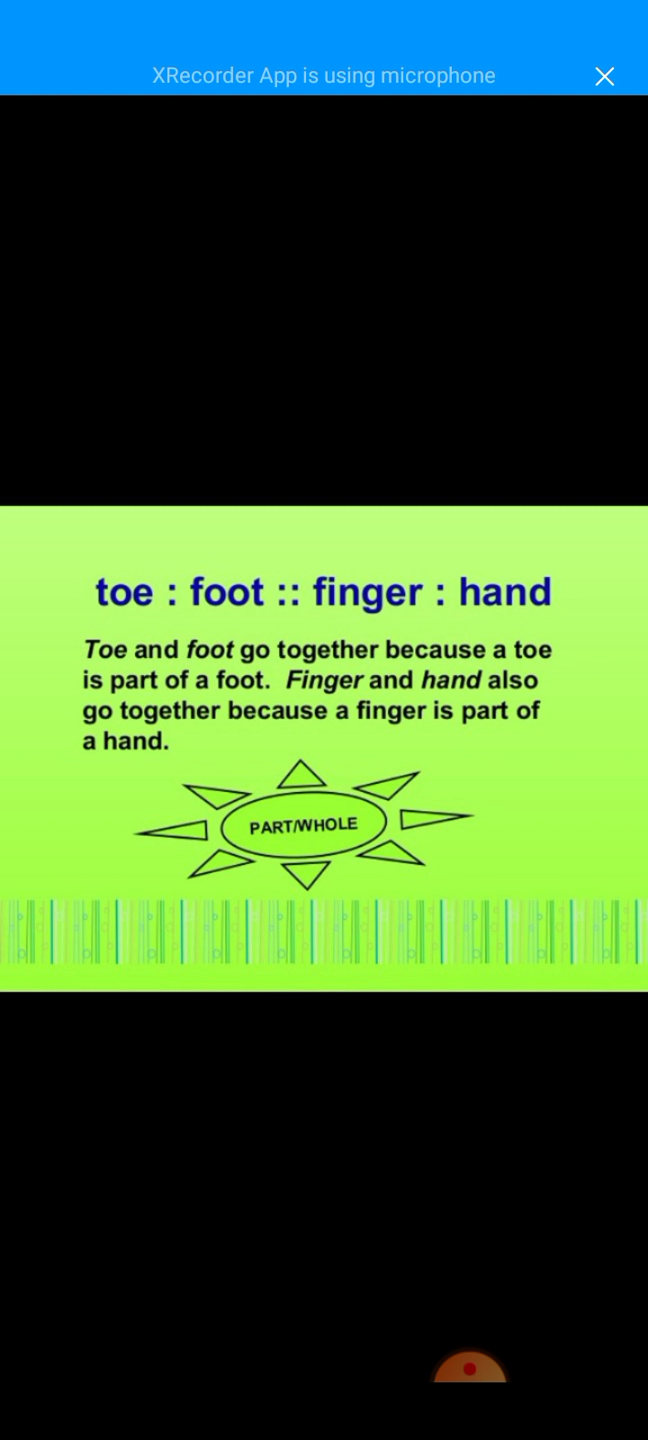 XRecorder App is using microphone
toe : foot :: finger : hand
Toe and foot go together because a toe
is part of a foot.  Finger and hand also
go together because a finger is part of
a hand.
PART/WHOLE